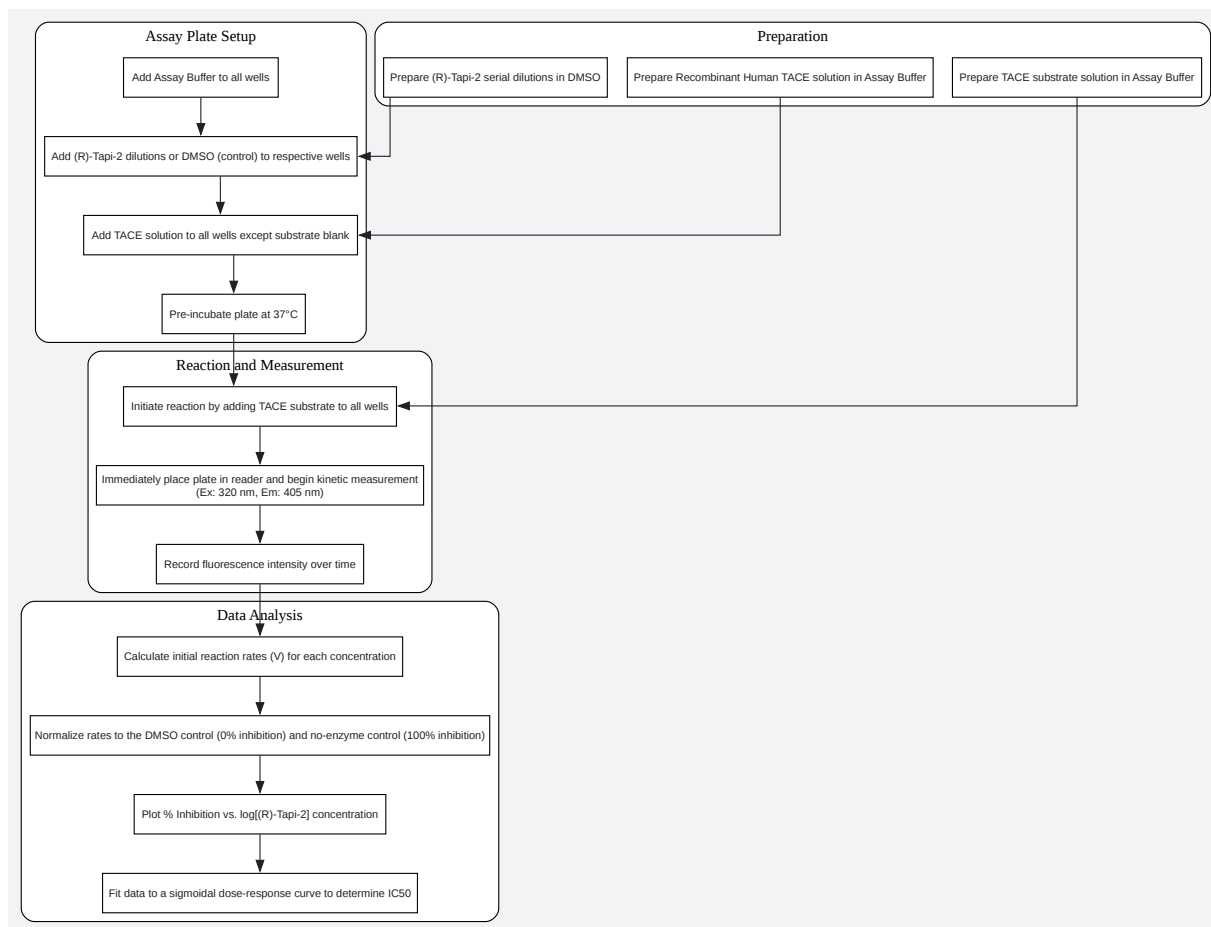 Assay Plate Setup
Add Assay Buffer to all wells
Add (R)-Tapi-2 dilutions or DMSO (control) to respective wells
Add TACE solution to all wells except substrate blank
Pre-incubate plate at 37°C
Preparation
Prepare (R)-Tapi-2 serial dilutions in DMSO
Prepare Recombinant Human TACE solution in Assay Buffer
Prepare TACE substrate solution in Assay Buffer
Reaction and Measurement
Initiate reaction by adding TACE substrate to all wells
Immediately place plate in reader and begin kinetic measurement
(Ex: 320 nm, Em: 405 nm)
Record fluorescence intensity over time
Data Analysis
Calculate initial reaction rates (V) for each concentration
Normalize rates to the DMSO control (0% inhibition) and no-enzyme control (100% inhibition)
Plot % Inhibition vs. log[(R)-Tapi-2] concentration
Fit data to a sigmoidal dose-response curve to determine IC50